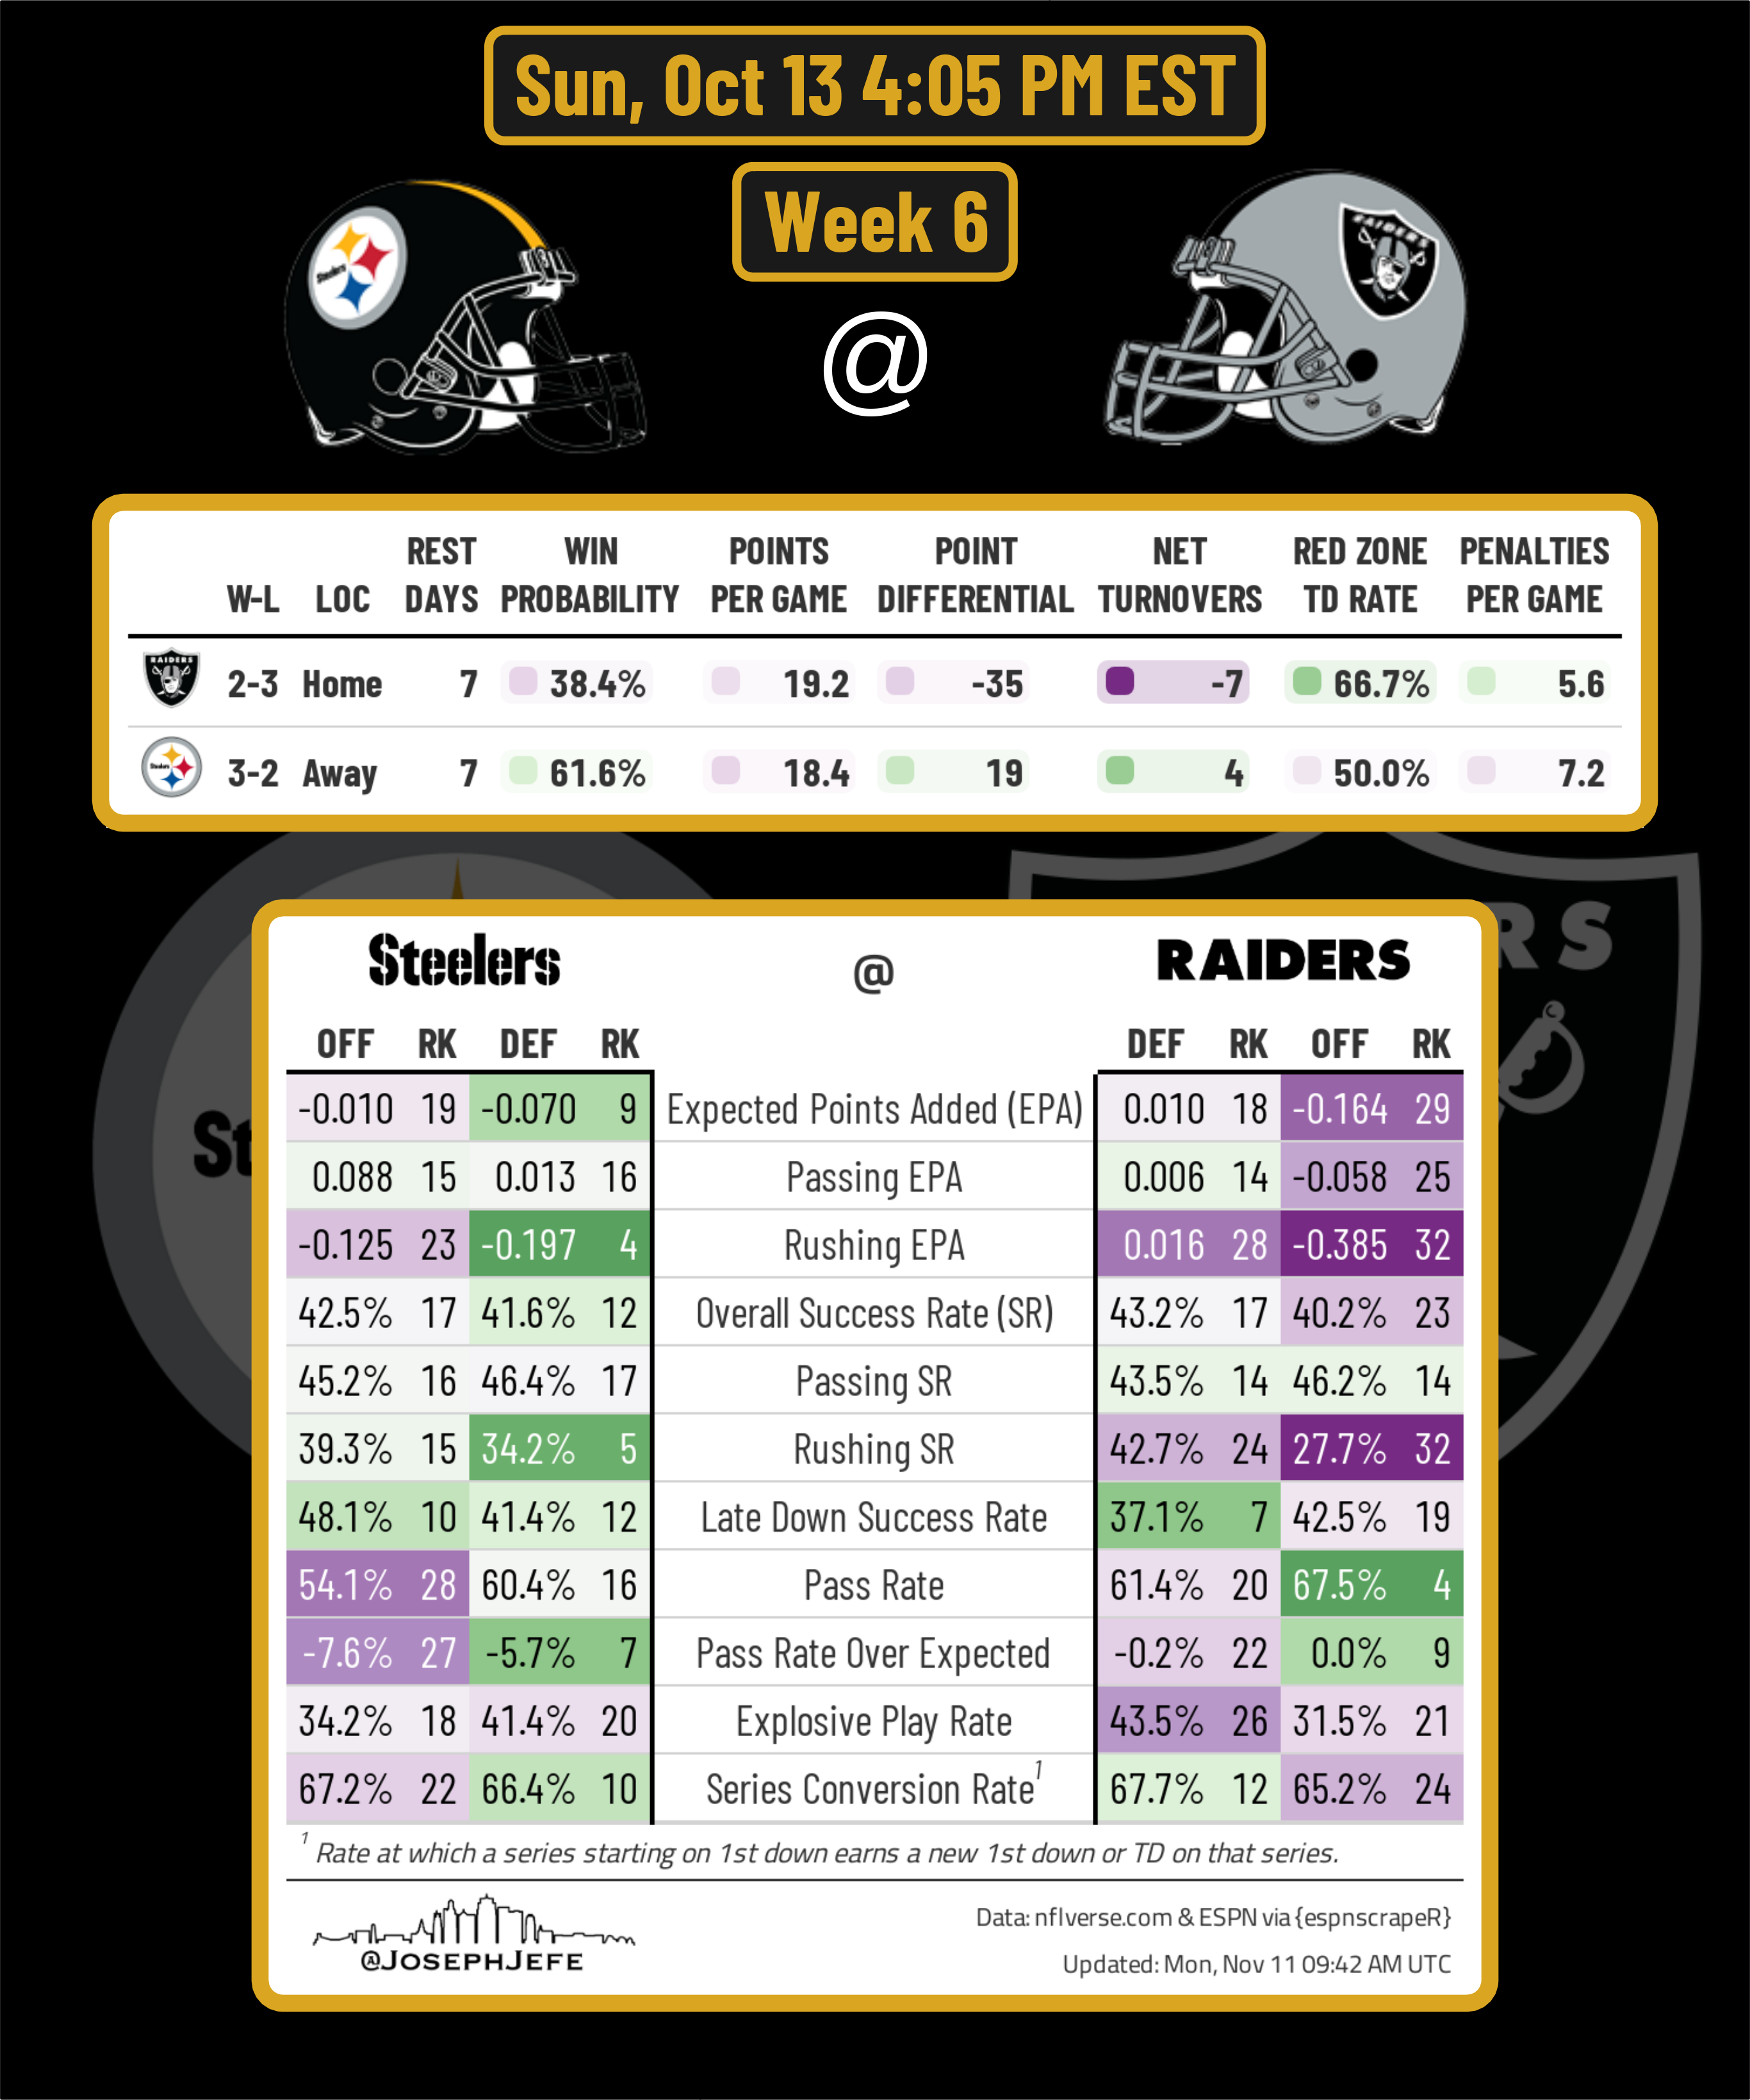 Sun, Oct 13 4:05 PM EST
Week 6
Steelers
@
RAIDERS
REST WIN POINTS POINT NET RED ZONE PENALTIES
W-L LOC DAYS PROBABILITY PER GAME DIFFERENTIAL TURNOVERS TD RATE PER GAME
RAIDERS 2-3 Home 7 38.4% 19.2 -35 -7 66.7% 5.6
Steelers 3-2 Away 7 61.6% 18.4 19 4 50.0% 7.2
RS
St
Steelers @ RAIDERS
OFF RK DEF RK DEF RK OFF RK
-0.010 19 -0.070 9 Expected Points Added (EPA) 0.010 18 -0.164 29
0.088 15 0.013 16 Passing EPA 0.006 14 -0.058 25
-0.125 23 -0.197 4 Rushing EPA 0.016 28 -0.385 32
42.5% 17 41.6% 12 Overall Success Rate (SR) 43.2% 17 40.2% 23
45.2% 16 46.4% 17 Passing SR 43.5% 14 46.2% 14
39.3% 15 34.2% 5 Rushing SR 42.7% 24 27.7% 32
48.1% 10 41.4% 12 Late Down Success Rate 37.1% 7 42.5% 19
54.1% 28 60.4% 16 Pass Rate 61.4% 20 67.5% 4
-7.6% 27 -5.7% 7 Pass Rate Over Expected -0.2% 22 0.0% 9
34.2% 18 41.4% 20 Explosive Play Rate 43.5% 26 31.5% 21
67.2% 22 66.4% 10 Series Conversion Rate¹ 67.7% 12 65.2% 24
¹ Rate at which a series starting on 1st down earns a new 1st down or TD on that series.
@JOSEPHJEFE
Data: nflverse.com & ESPN via {espnscrapeR}
Updated: Mon, Nov 11 09:42 AM UTC